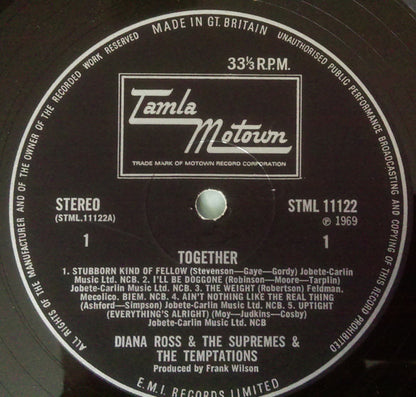 MADE IN GT. BRITAIN
UNAUTHORISED PUBLIC PERFORMANCE BROADCASTING AND COPYING OF THIS RECORD PROHIBITED
ALL RIGHTS OF THE MANUFACTURER AND OF THE OWNER OF THE RECORDED WORK RESERVED
33⅓ R.P.M.
Tamla
Motown
TRADE MARK OF MOTOWN RECORD CORPORATION
STEREO
(STML.11122A)
1
STML 11122
℗ 1969
1
TOGETHER
1. STUBBORN KIND OF FELLOW (Stevenson—Gaye—Gordy) Jobete-Carlin
Music Ltd. NCB. 2. I'LL BE DOGGONE (Robinson—Moore—Tarplin)
Jobete-Carlin Music Ltd. NCB. 3. THE WEIGHT (Robertson) Feldman.
Mecolico. BIEM. 4. AIN'T NOTHING LIKE THE REAL THING
(Ashford—Simpson) Jobete-Carlin Music Ltd. NCB. 5. UPTIGHT
(EVERYTHING'S ALRIGHT) (Moy—Judkins—Cosby)
Jobete-Carlin Music Ltd. NCB
DIANA ROSS & THE SUPREMES &
THE TEMPTATIONS
Produced by Frank Wilson
E.M.I. RECORDS LIMITED